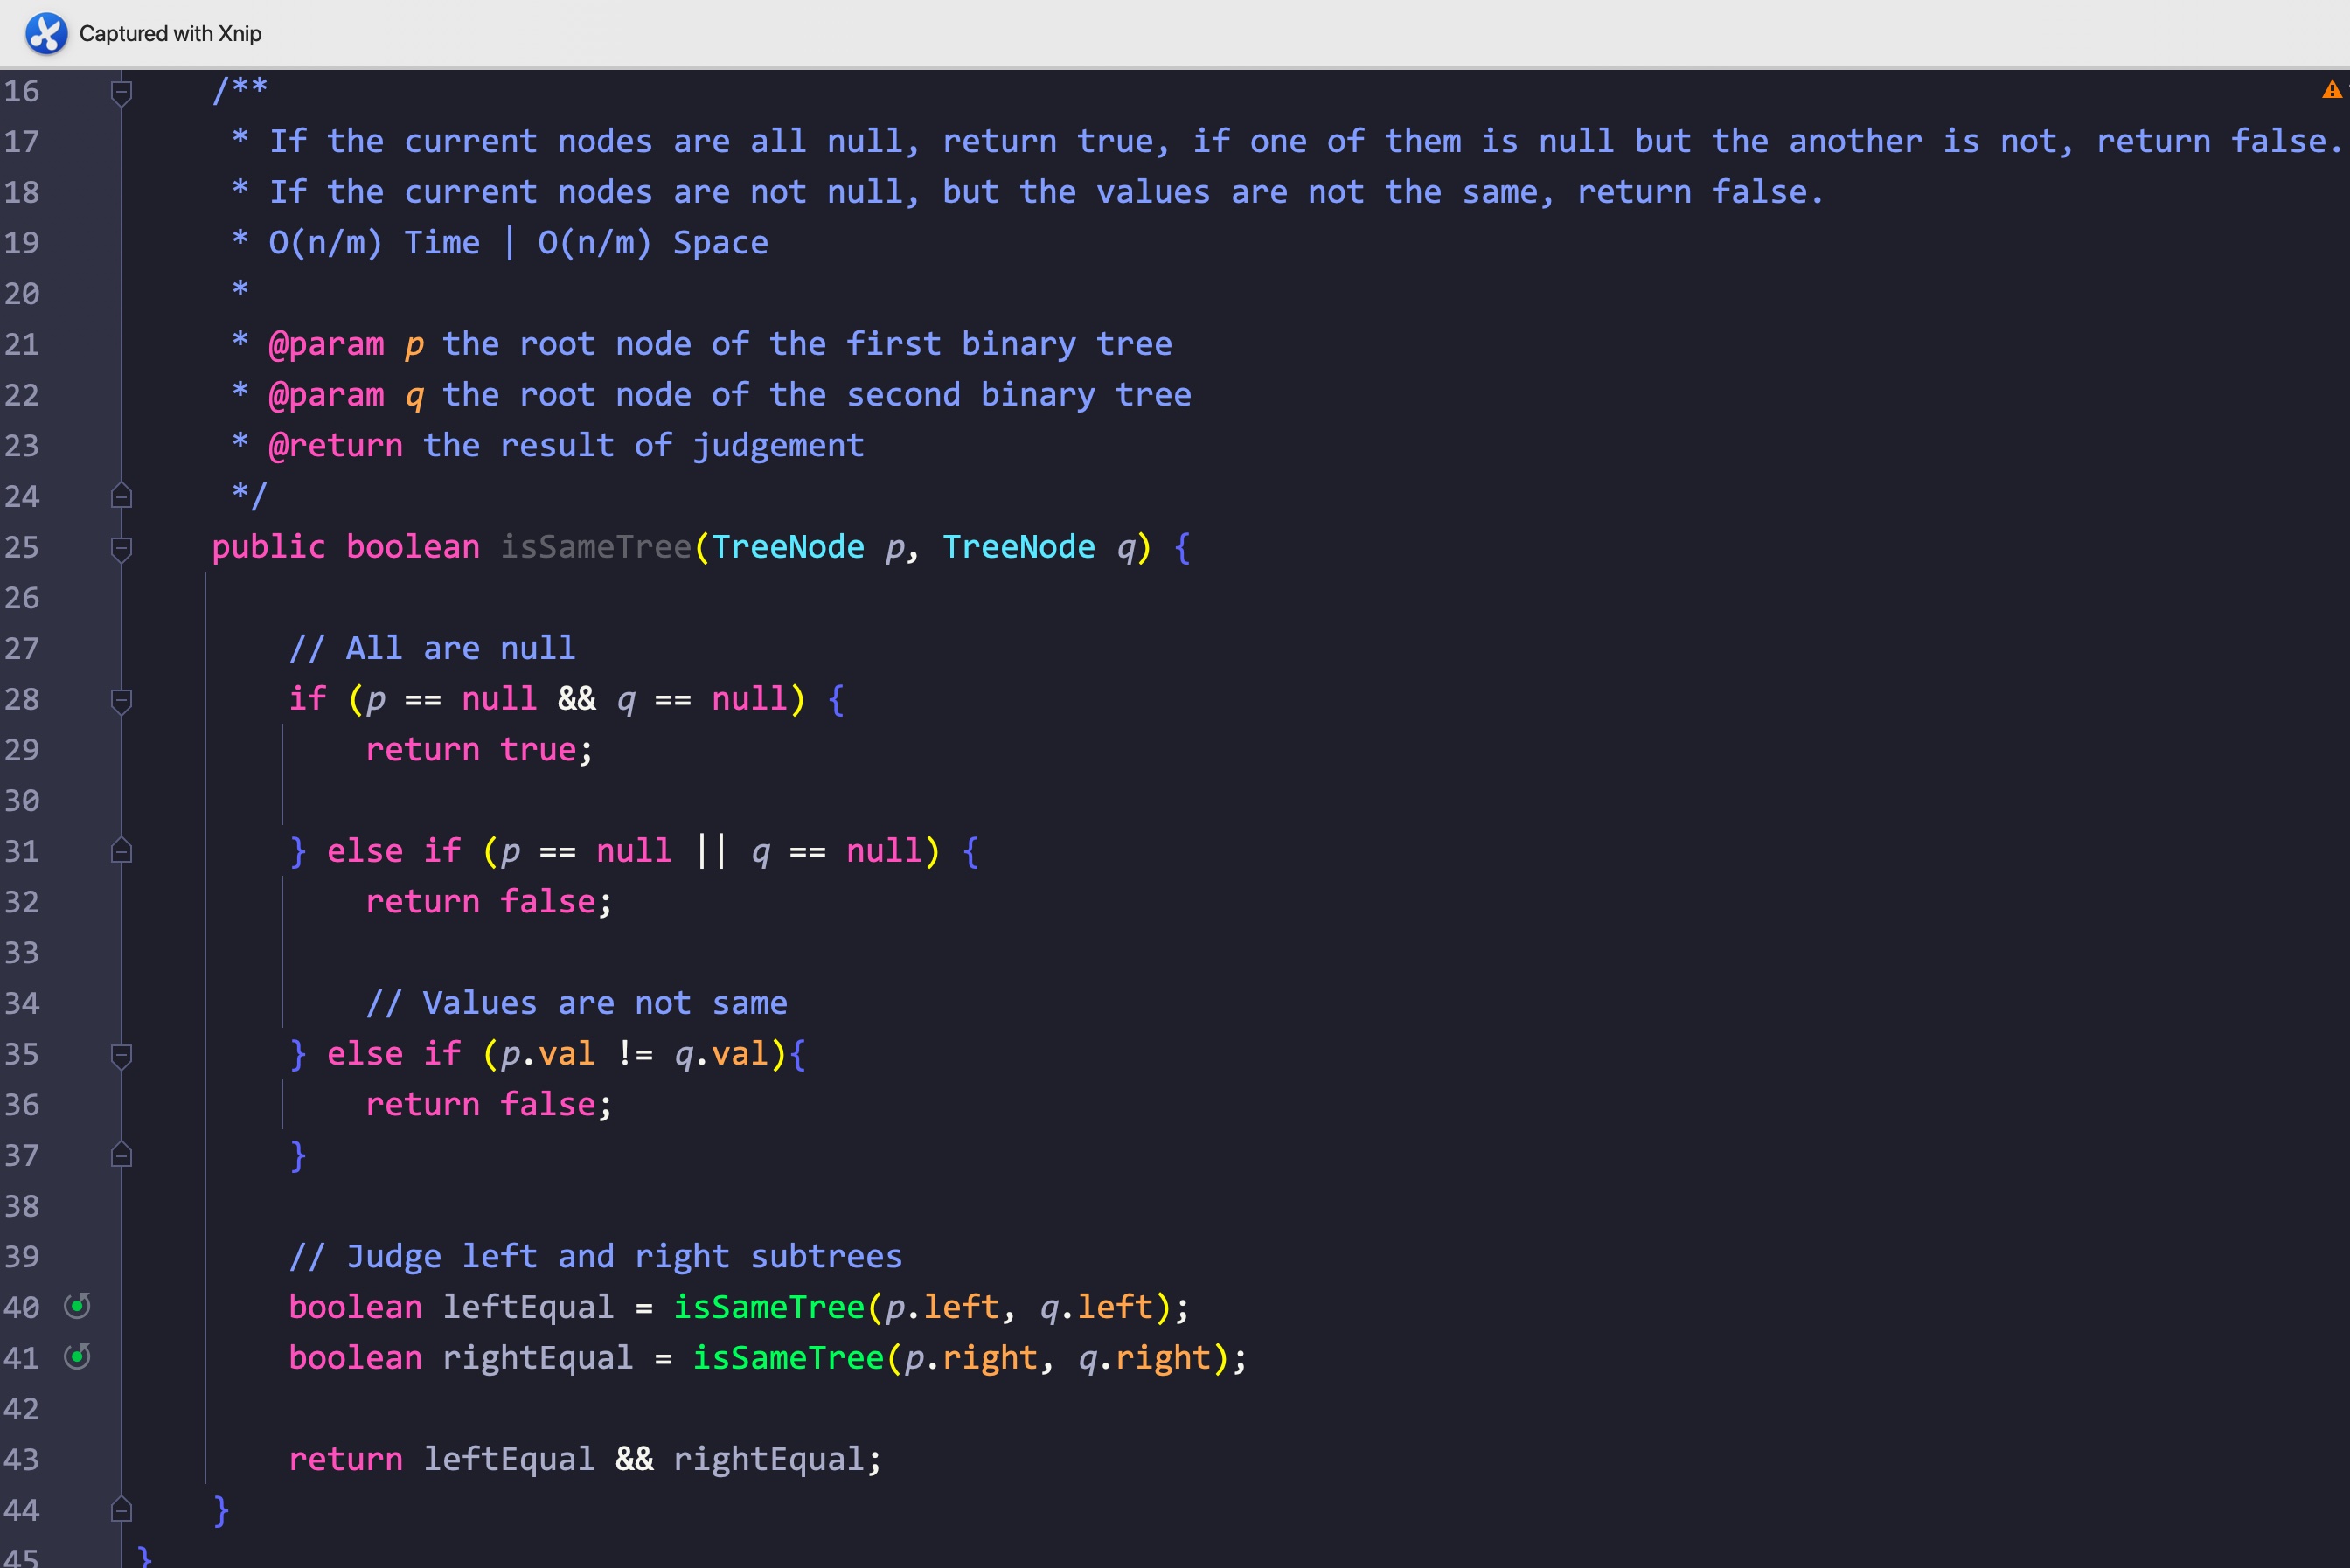 Captured with Xnip
16 /**
17 * If the current nodes are all null, return true, if one of them is null but the another is not, return false.
18 * If the current nodes are not null, but the values are not the same, return false.
19 * O(n/m) Time | O(n/m) Space
20 *
21 * @param p the root node of the first binary tree
22 * @param q the root node of the second binary tree
23 * @return the result of judgement
24 */
25 public boolean isSameTree(TreeNode p, TreeNode q) {
26
27 // All are null
28 if (p == null && q == null) {
29 return true;
30
31 } else if (p == null || q == null) {
32 return false;
33
34 // Values are not same
35 } else if (p.val != q.val){
36 return false;
37 }
38
39 // Judge left and right subtrees
40 boolean leftEqual = isSameTree(p.left, q.left);
41 boolean rightEqual = isSameTree(p.right, q.right);
42
43 return leftEqual && rightEqual;
44 }
45 }